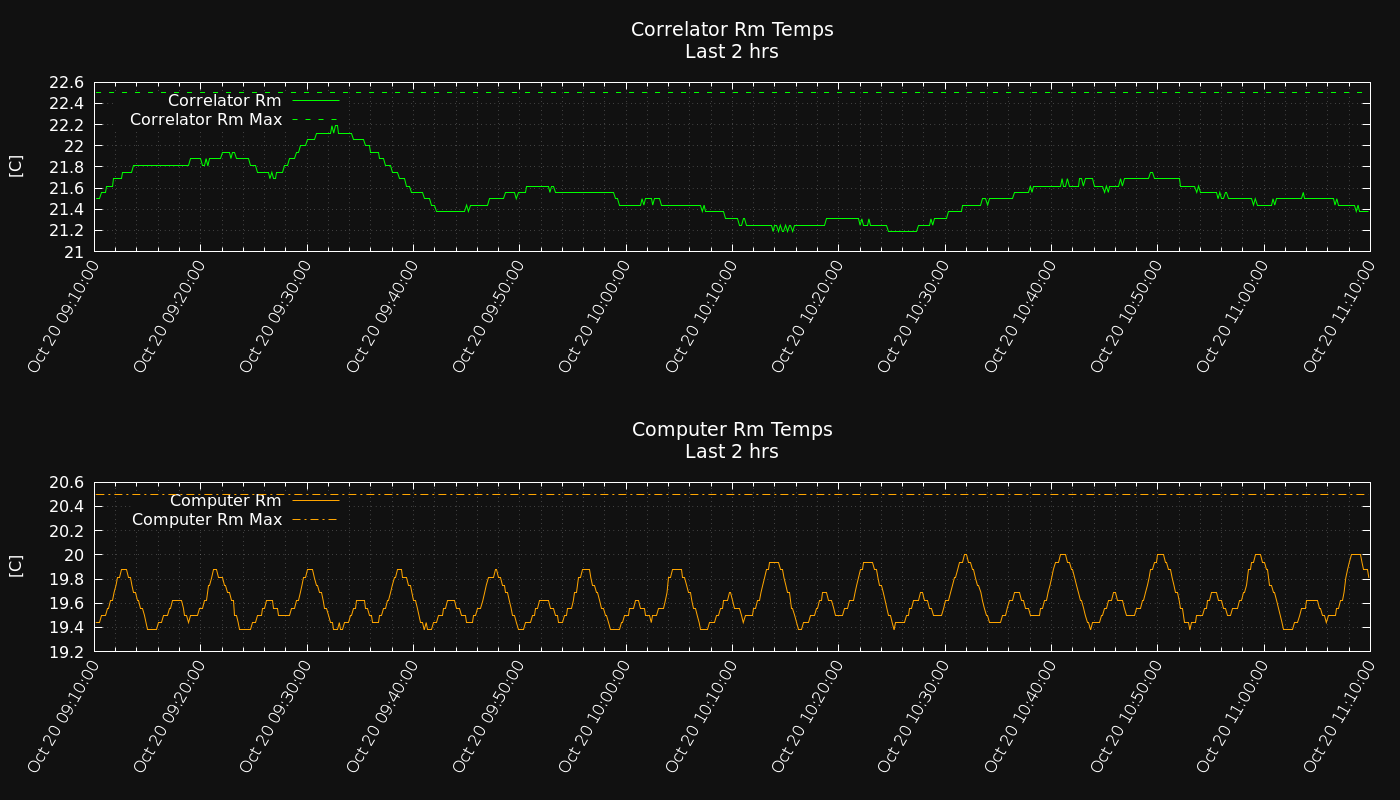 Correlator Rm Temps
Last 2 hrs
[C]
22.6
22.4
22.2
22
21.8
21.6
21.4
21.2
21
Correlator Rm
Correlator Rm Max
Oct 20 09:10:00
Oct 20 09:20:00
Oct 20 09:30:00
Oct 20 09:40:00
Oct 20 09:50:00
Oct 20 10:00:00
Oct 20 10:10:00
Oct 20 10:20:00
Oct 20 10:30:00
Oct 20 10:40:00
Oct 20 10:50:00
Oct 20 11:00:00
Oct 20 11:10:00
Computer Rm Temps
Last 2 hrs
[C]
20.6
20.4
20.2
20
19.8
19.6
19.4
19.2
Computer Rm
Computer Rm Max
Oct 20 09:10:00
Oct 20 09:20:00
Oct 20 09:30:00
Oct 20 09:40:00
Oct 20 09:50:00
Oct 20 10:00:00
Oct 20 10:10:00
Oct 20 10:20:00
Oct 20 10:30:00
Oct 20 10:40:00
Oct 20 10:50:00
Oct 20 11:00:00
Oct 20 11:10:00